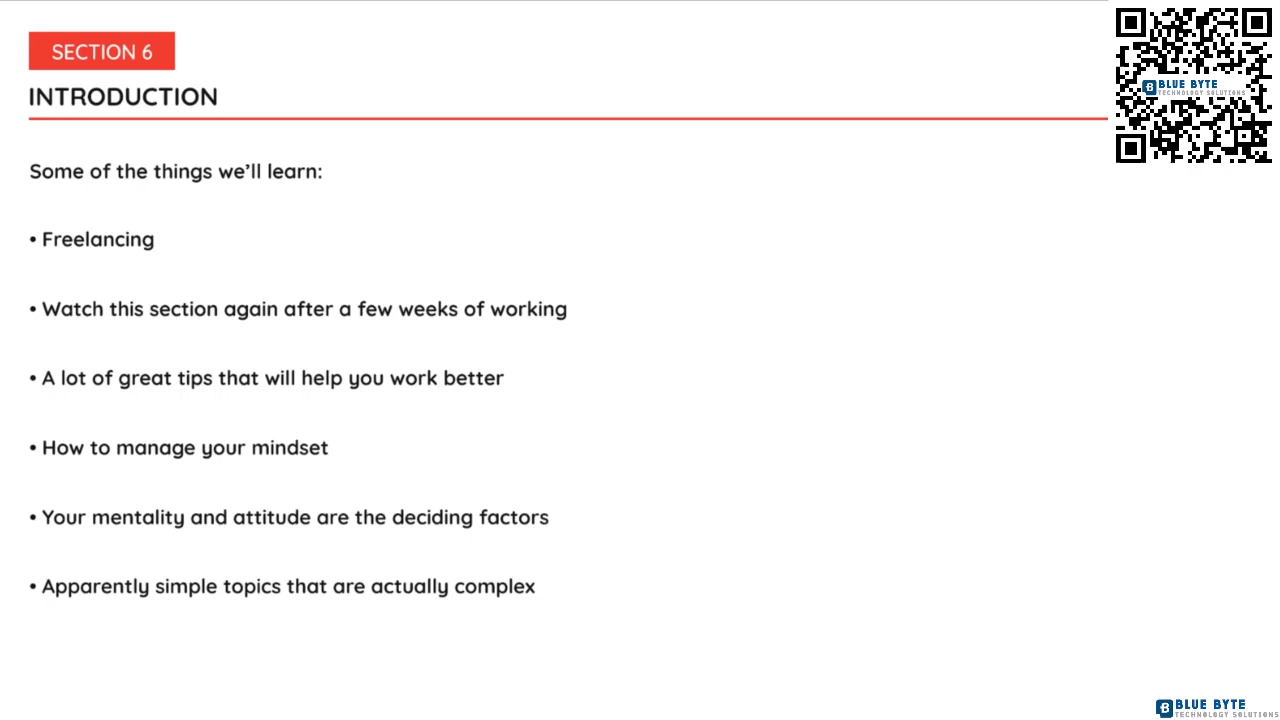 SECTION 6
INTRODUCTION
BLUE BYTE
TECHNOLOGY SOLUTIONS
Some of the things we'll learn:
• Freelancing
• Watch this section again after a few weeks of working
• A lot of great tips that will help you work better
• How to manage your mindset
• Your mentality and attitude are the deciding factors
• Apparently simple topics that are actually complex
BLUE BYTE
TECHNOLOGY SOLUTIONS